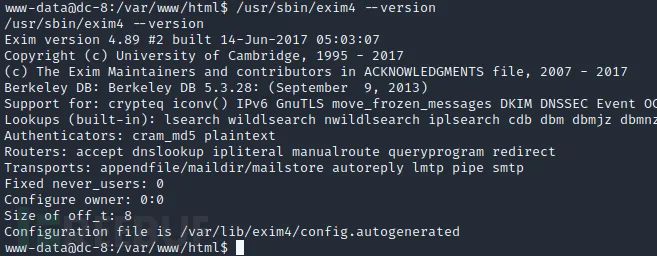 www-data@dc-8:/var/www/html$ /usr/sbin/exim4 --version
/usr/sbin/exim4 --version
Exim version 4.89 #2 built 14-Jun-2017 05:03:07
Copyright (c) University of Cambridge, 1995 - 2017
(c) The Exim Maintainers and contributors in ACKNOWLEDGMENTS file, 2007 - 2017
Berkeley DB: Berkeley DB 5.3.28: (September  9, 2013)
Support for: crypteq iconv() IPv6 GnuTLS move_frozen_messages DKIM DNSSEC Event OC
Lookups (built-in): lsearch wildlsearch nwildlsearch iplsearch cdb dbm dbmjz dbmnz
Authenticators: cram_md5 plaintext
Routers: accept dnslookup ipliteral manualroute queryprogram redirect
Transports: appendfile/maildir/mailstore autoreply lmtp pipe smtp
Fixed never_users: 0
Configure owner: 0:0
Size of off_t: 8
Configuration file is /var/lib/exim4/config.autogenerated
www-data@dc-8:/var/www/html$